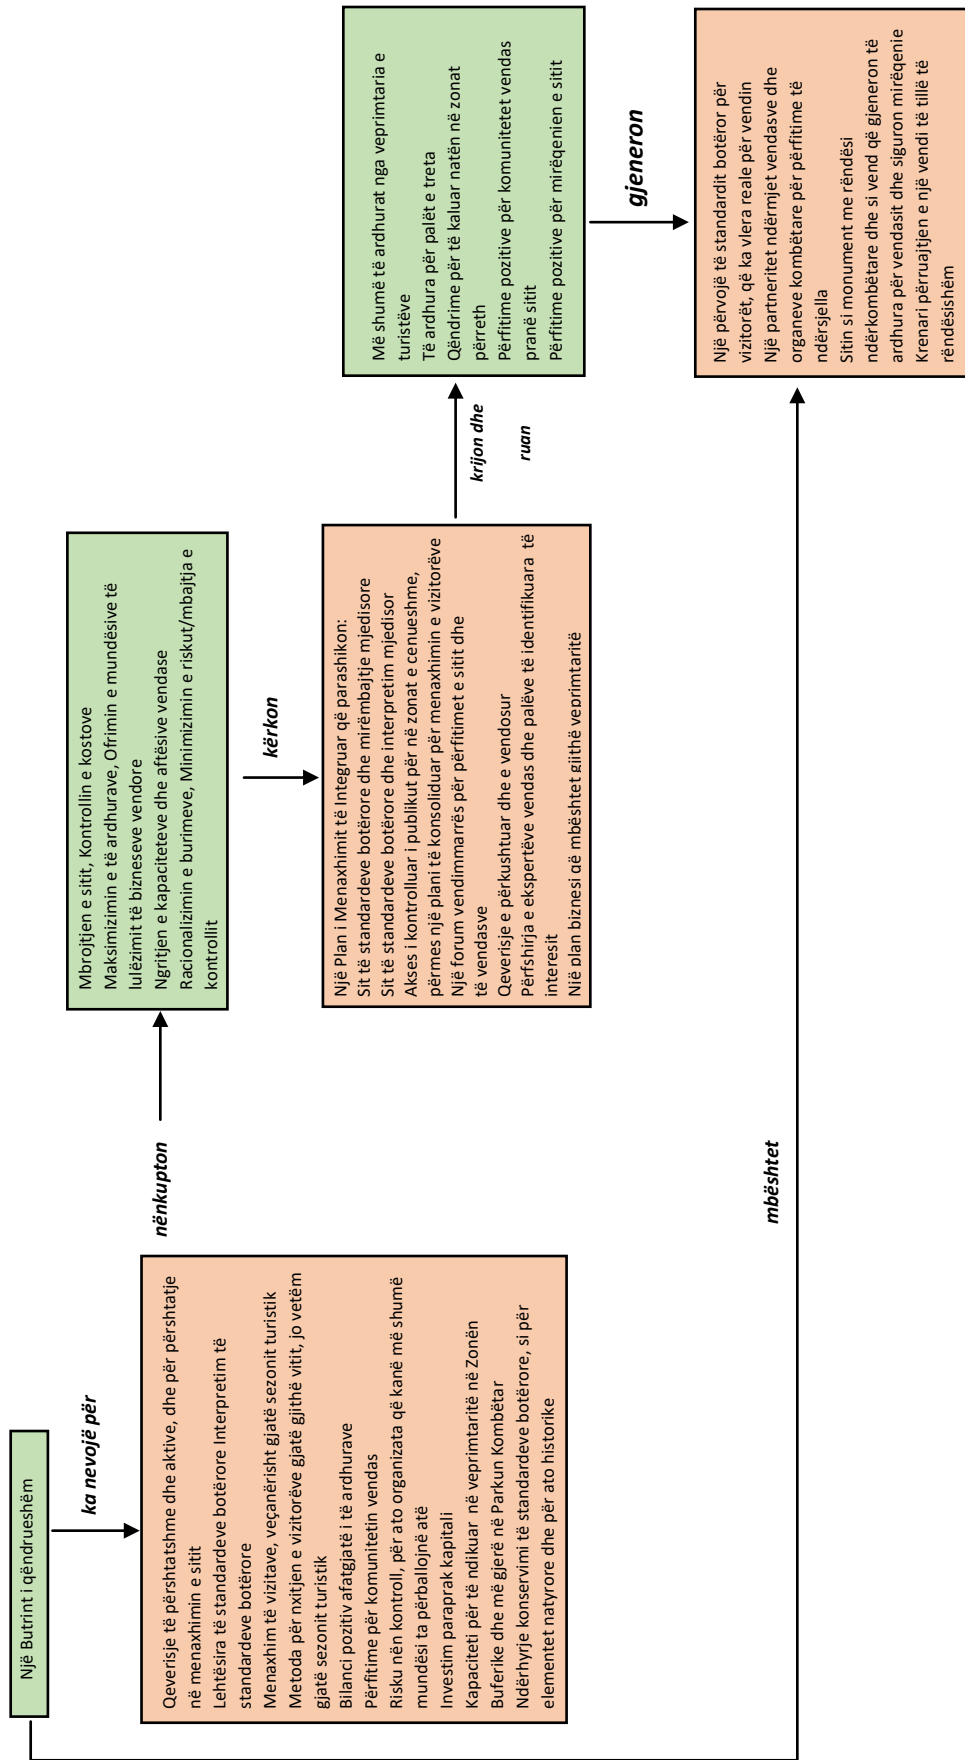 Një Butrint i qëndrueshëm
ka nevojë për
Qeverisje të përshtatshme dhe aktive, dhe për përshtatje
në menaxhimin e sitit
Lehtësira të standardeve botërore Interpretim të
standardeve botërore
Menaxhim të vizitave, veçanërisht gjatë sezonit turistik
Metoda për nxitjen e vizitorëve gjatë gjithë vitit, jo vetëm
gjatë sezonit turistik
Bilanci pozitiv afatgjatë i të ardhurave
Përfitime për komunitetin vendas
Risku nën kontroll, për ato organizata që kanë më shumë
mundësi ta përballojnë atë
Investim paraprak kapitali
Kapaciteti për të ndikuar në veprimtaritë në Zonën
Buferike dhe më gjerë në Parkun Kombëtar
Ndërhyrje konservimi të standardeve botërore, si për
elementet natyrore dhe për ato historike
nënkupton
Mbrojtjen e sitit, Kontrollin e kostove
Maksimizimin e të ardhurave, Ofrimin e mundësive të
lulëzimit të bizneseve vendore
Ngritjen e kapaciteteve dhe aftësive vendase
Racionalizimin e burimeve, Minimizimin e riskut/mbajtja e
kontrollit
kërkon
Një Plan i Menaxhimit të Integruar që parashikon:
Sit të standardeve botërore dhe mirëmbajtje mjedisore
Sit të standardeve botërore dhe interpretim mjedisor
Akses i kontrolluar i publikut për në zonat e cenueshme,
përmes një plani të konsoliduar për menaxhimin e vizitorëve
Një forum vendimmarrës për përfitimet e sitit dhe
të vendasve
Qeverisje e përkushtuar dhe e vendosur
Përfshirja e ekspertëve vendas dhe palëve të identifikuara të
interesit
Një plan biznesi që mbështet gjithë veprimtaritë
krijon dhe
ruan
Më shumë të ardhurat nga veprimtaria e
turistëve
Të ardhura për palët e treta
Qëndrime për të kaluar natën në zonat
përreth
Përfitime pozitive për komunitetet vendas
pranë sitit
Përfitime pozitive për mirëqenien e sitit
gjeneron
Një përvojë të standardit botëror për
vizitorët, që ka vlera reale për vendin
Një partneritet ndërmjet vendasve dhe
organeve kombëtare për përfitime të
ndërsjella
Sitin si monument me rëndësi
ndërkombëtare dhe si vend që gjeneron të
ardhura për vendasit dhe siguron mirëqenie
Krenari përruajtjen e një vendi të tillë të
rëndësishëm
mbështet